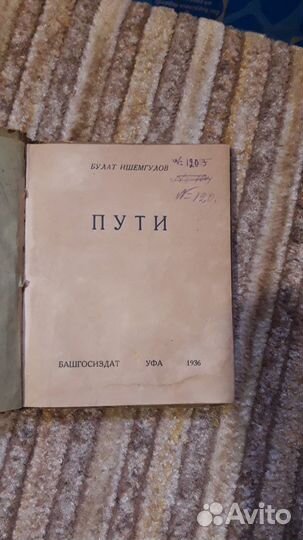 БУЛАТ ИШЕМГУЛОВ
№ 1203
№ 120.
ПУТИ
БАШГОСИЗДАТ УФА 1936
Avito